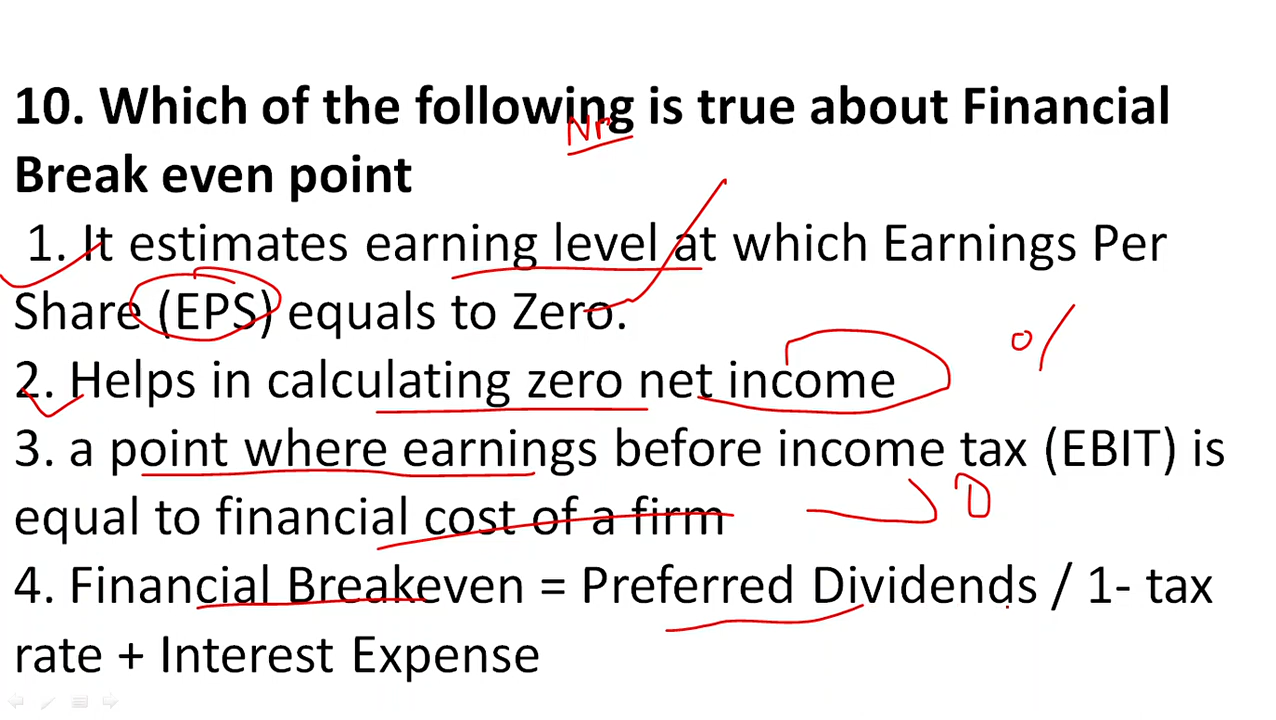 10. Which of the following is true about Financial
Break even point
1. It estimates earning level at which Earnings Per
Share (EPS) equals to Zero.
2. Helps in calculating zero net income
3. a point where earnings before income tax (EBIT) is
equal to financial cost of a firm
4. Financial Breakeven = Preferred Dividends / 1- tax
rate + Interest Expense